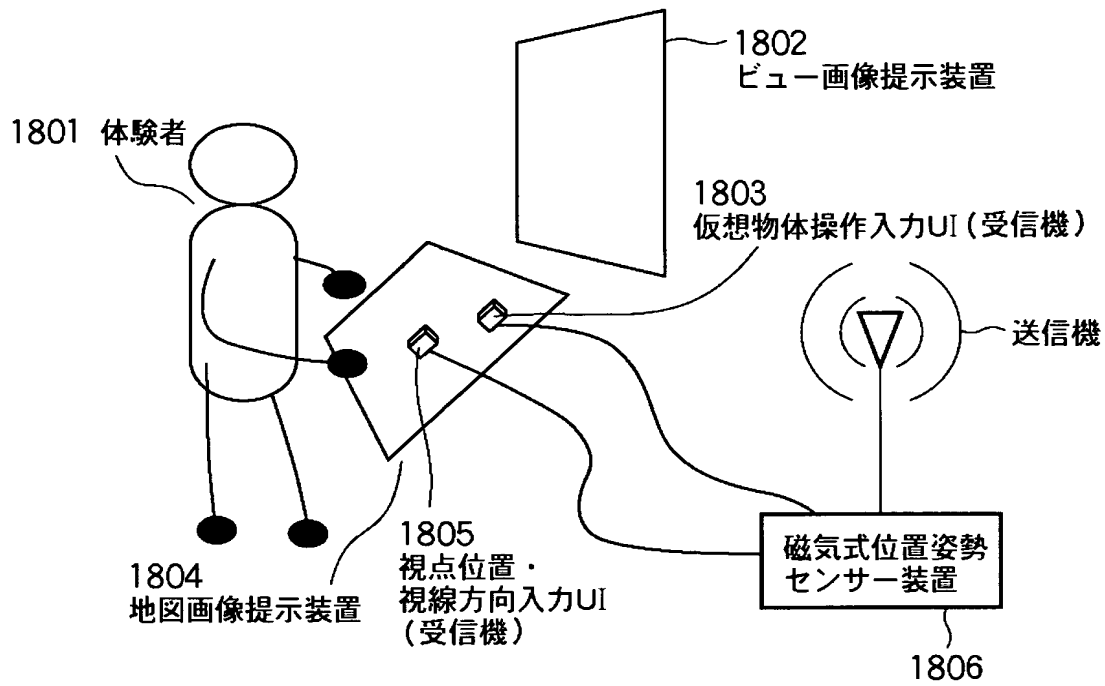 1802
ビュー画像提示装置
1801 体験者
1803
仮想物体操作入力UI(受信機)
送信機
1805
視点位置・
視線方向入力UI
(受信機)
1804
地図画像提示装置
磁気式位置姿勢
センサー装置
1806